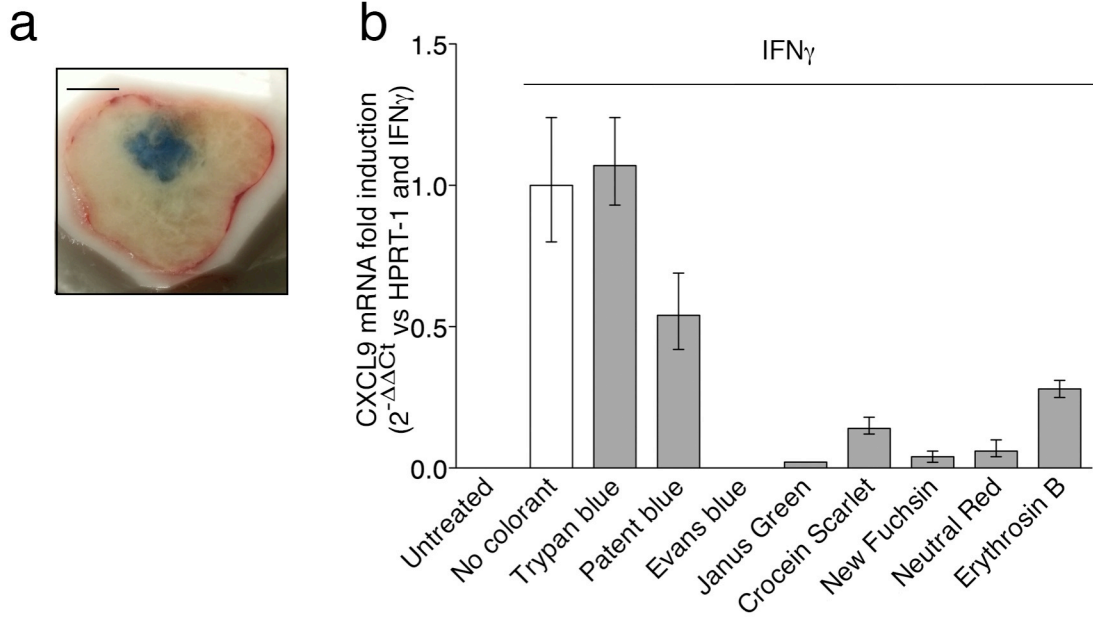 a
b
IFNγ
CXCL9 mRNA fold induction
(2^-ΔΔCt vs HPRT-1 and IFNγ)
1.5
1.0
0.5
0.0
Untreated
No colorant
Trypan blue
Patent blue
Evans blue
Janus Green
Crocein Scarlet
New Fuchsin
Neutral Red
Erythrosin B